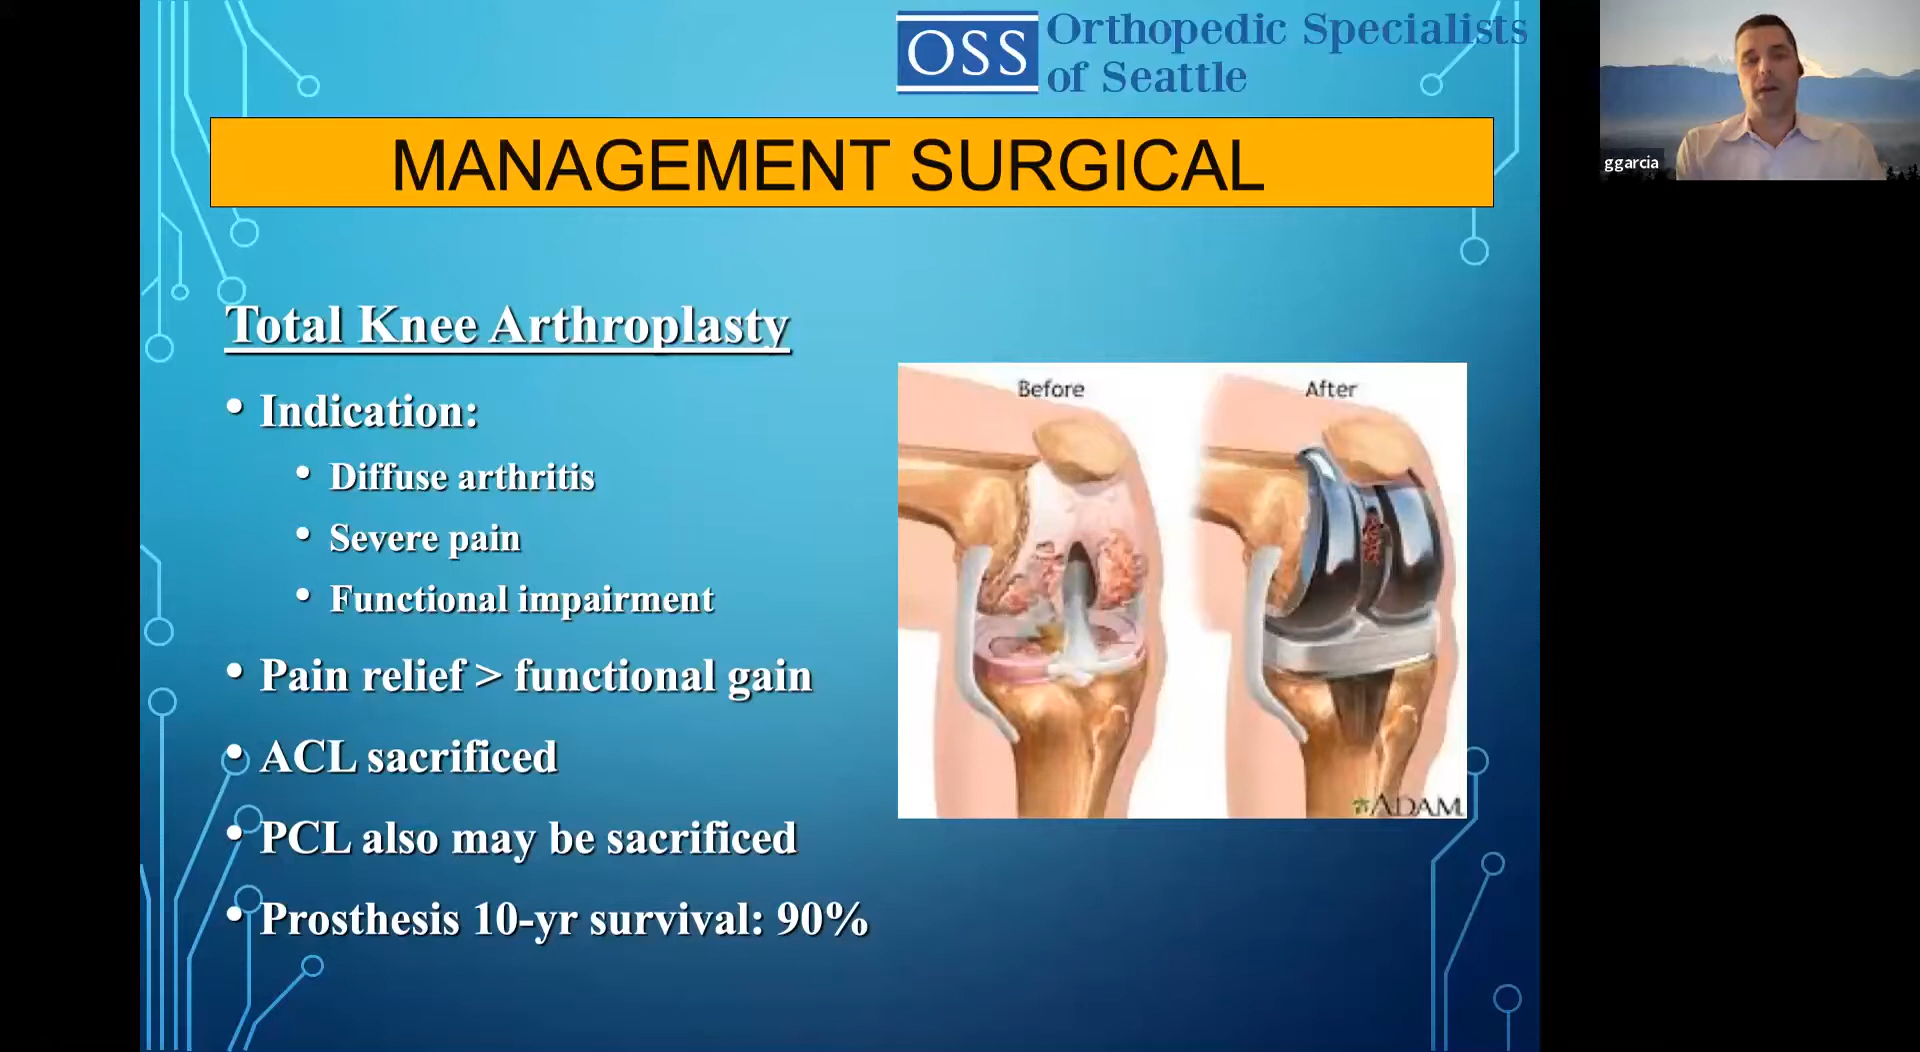 OSS
Orthopedic Specialists
of Seattle
MANAGEMENT SURGICAL
Total Knee Arthroplasty
• Indication:
• Diffuse arthritis
• Severe pain
• Functional impairment
• Pain relief > functional gain
• ACL sacrificed
• PCL also may be sacrificed
• Prosthesis 10-yr survival: 90%
Before
After
ADAM
ggarcia